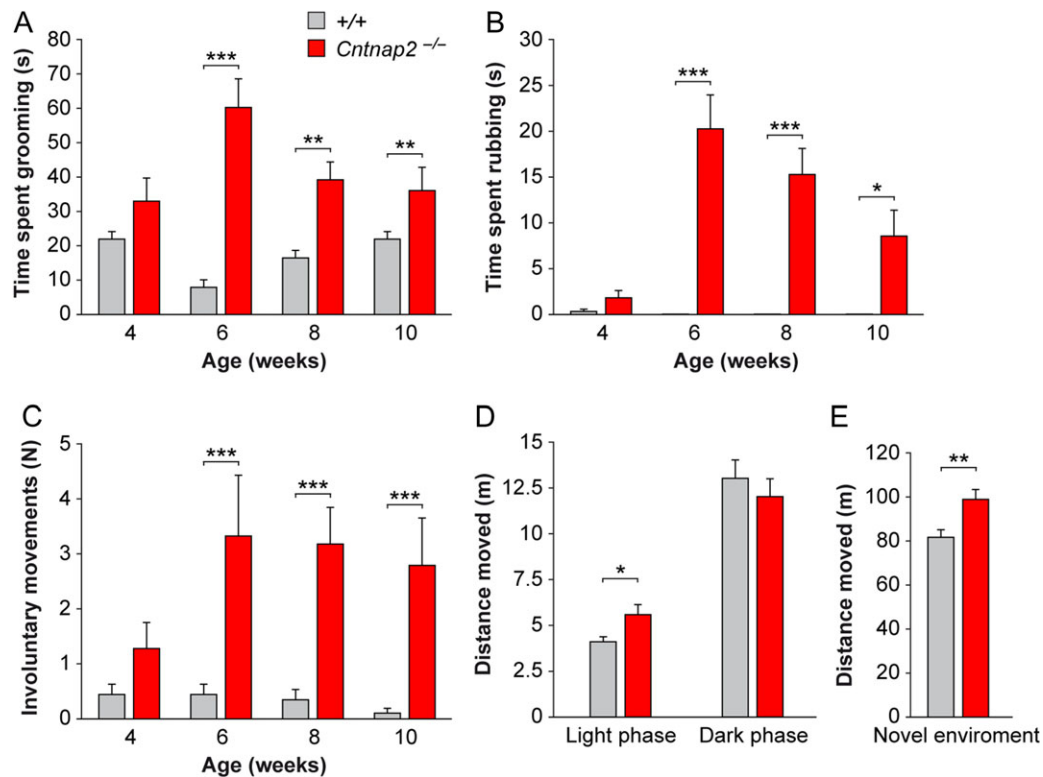 A
+/+
Cntnap2 –/–
Time spent grooming (s)
80
70
60
50
40
30
20
10
0
***
**
**
4 6 8 10
Age (weeks)
B
Time spent rubbing (s)
30
25
20
15
10
5
0
***
***
*
4 6 8 10
Age (weeks)
C
Involuntary movements (N)
5
4
3
2
1
0
***
***
***
4 6 8 10
Age (weeks)
D
Distance moved (m)
15
12.5
10
7.5
5
2.5
0
*
Light phase Dark phase
E
Distance moved (m)
120
100
80
60
40
20
0
**
Novel enviroment